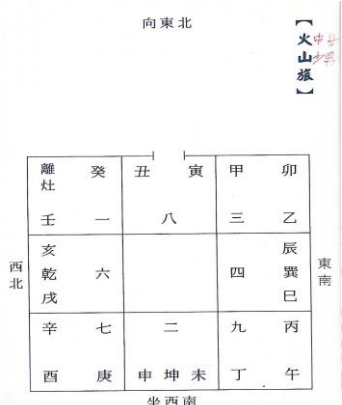 向東北
【火山旅】
離 癸 丑 寅 甲 卯
灶
壬 一 八 三 乙
亥 辰
乾 六 四 巽
戌 巳
西北
東南
辛 七 二 九 丙
酉 庚 申 坤 未 丁 午
坐西南